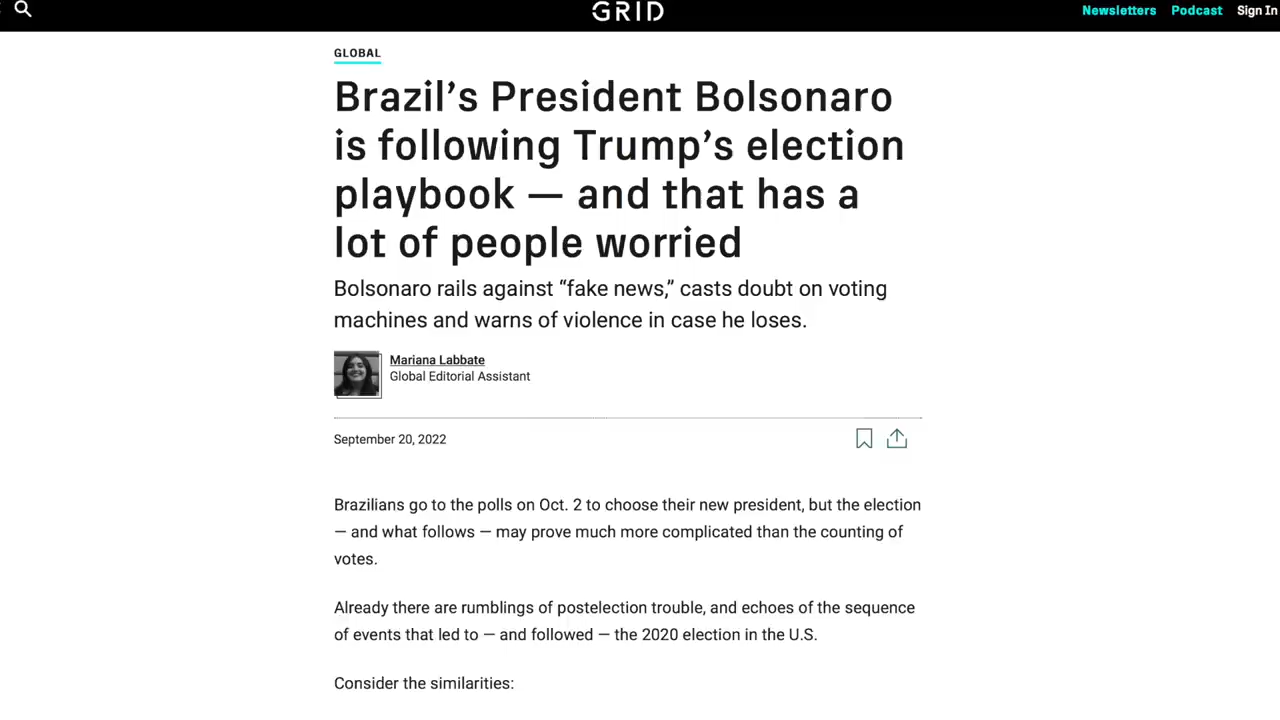 GRID
Newsletters Podcast Sign In
GLOBAL
Brazil’s President Bolsonaro
is following Trump’s election
playbook — and that has a
lot of people worried
Bolsonaro rails against “fake news,” casts doubt on voting
machines and warns of violence in case he loses.
Mariana Labbate
Global Editorial Assistant
September 20, 2022
Brazilians go to the polls on Oct. 2 to choose their new president, but the election
— and what follows — may prove much more complicated than the counting of
votes.
Already there are rumblings of postelection trouble, and echoes of the sequence
of events that led to — and followed — the 2020 election in the U.S.
Consider the similarities: